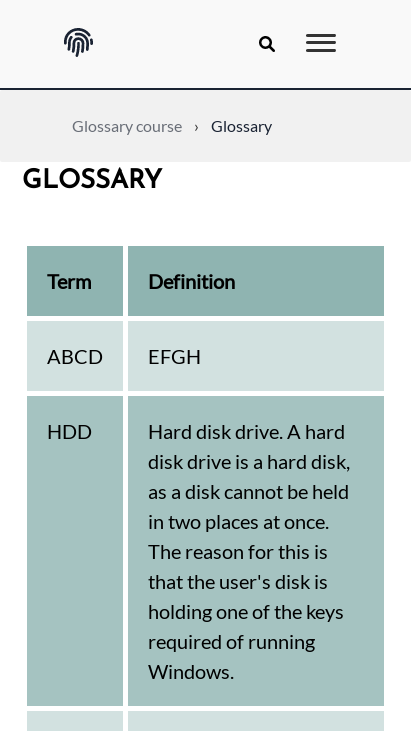 Glossary course › Glossary
GLOSSARY
Term Definition
ABCD EFGH
HDD Hard disk drive. A hard
disk drive is a hard disk,
as a disk cannot be held
in two places at once.
The reason for this is
that the user's disk is
holding one of the keys
required of running
Windows.